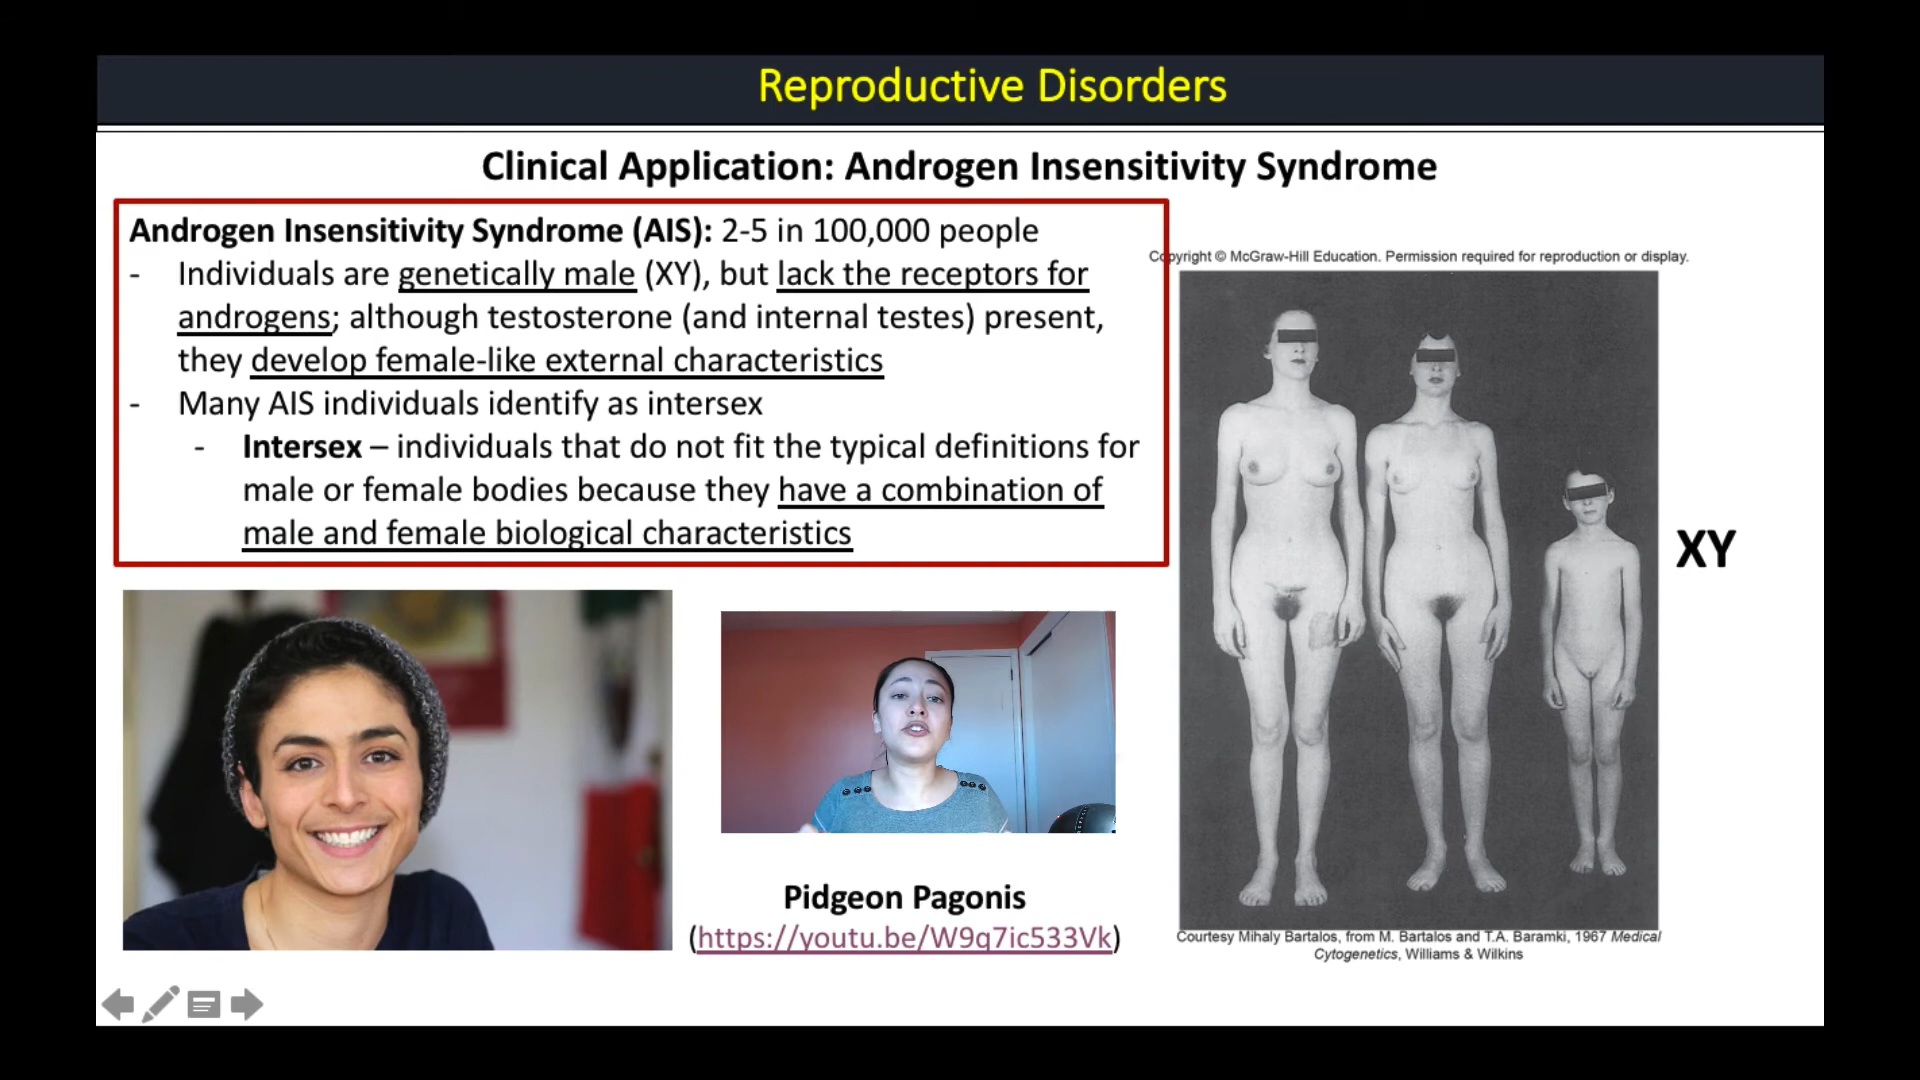 Reproductive Disorders
Clinical Application: Androgen Insensitivity Syndrome
Androgen Insensitivity Syndrome (AIS): 2-5 in 100,000 people
- Individuals are genetically male (XY), but lack the receptors for
androgens; although testosterone (and internal testes) present,
they develop female-like external characteristics
- Many AIS individuals identify as intersex
- Intersex – individuals that do not fit the typical definitions for
male or female bodies because they have a combination of
male and female biological characteristics
Copyright © McGraw-Hill Education. Permission required for reproduction or display.
XY
Courtesy Mihaly Bartalos, from M. Bartalos and T.A. Baramki, 1967 Medical
Cytogenetics, Williams & Wilkins
Pidgeon Pagonis
(https://youtu.be/W9q7ic533Vk)